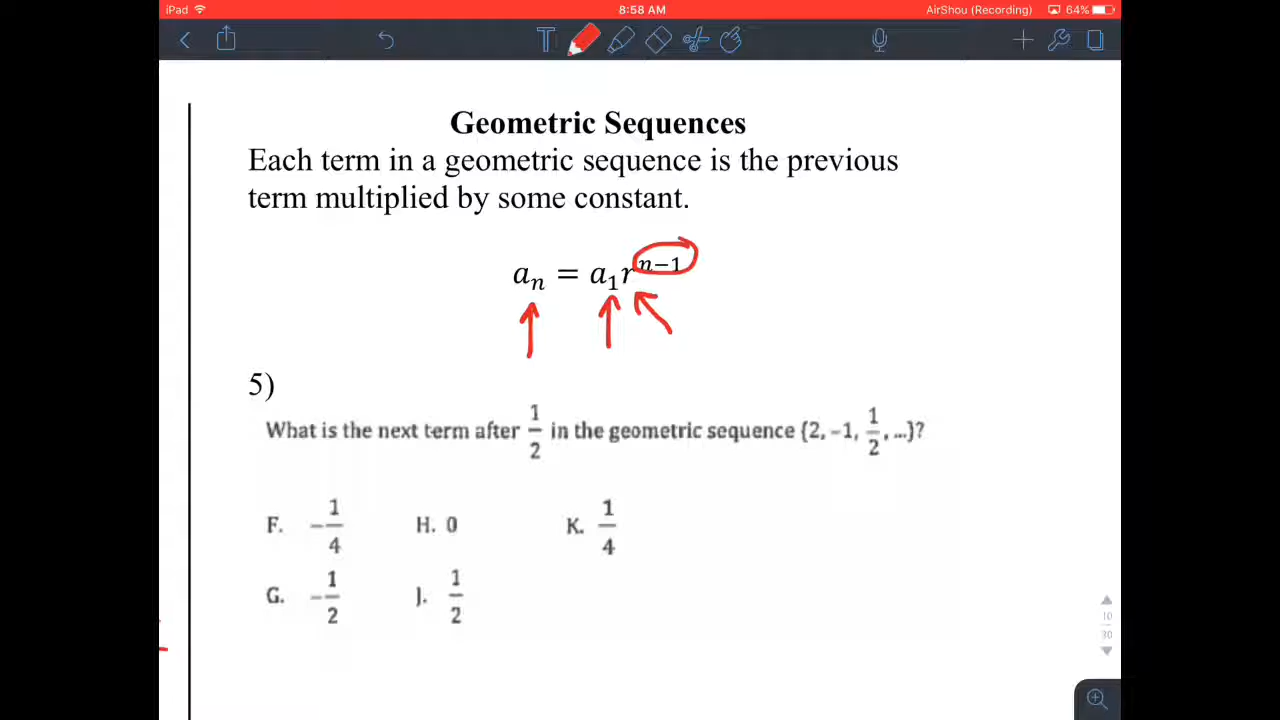 iPad 8:58 AM AirShou (Recording) 64%
T
Geometric Sequences
Each term in a geometric sequence is the previous
term multiplied by some constant.
aₙ = a₁rⁿ⁻¹
5)
What is the next term after 1/2 in the geometric sequence {2, -1, 1/2, ...}?
F. -1/4 H. 0 K. 1/4
G. -1/2 J. 1/2
10
30